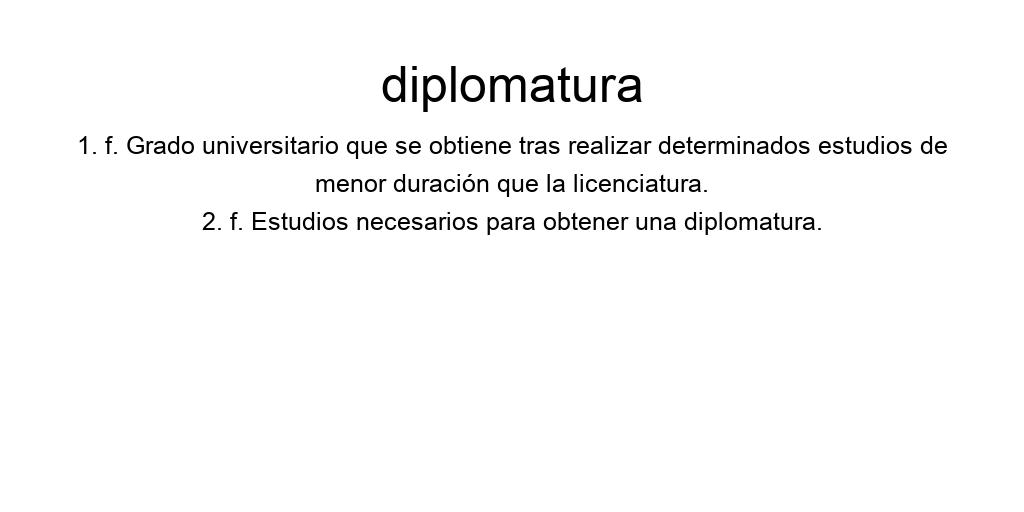 diplomatura
1. f. Grado universitario que se obtiene tras realizar determinados estudios de
menor duración que la licenciatura.
2. f. Estudios necesarios para obtener una diplomatura.